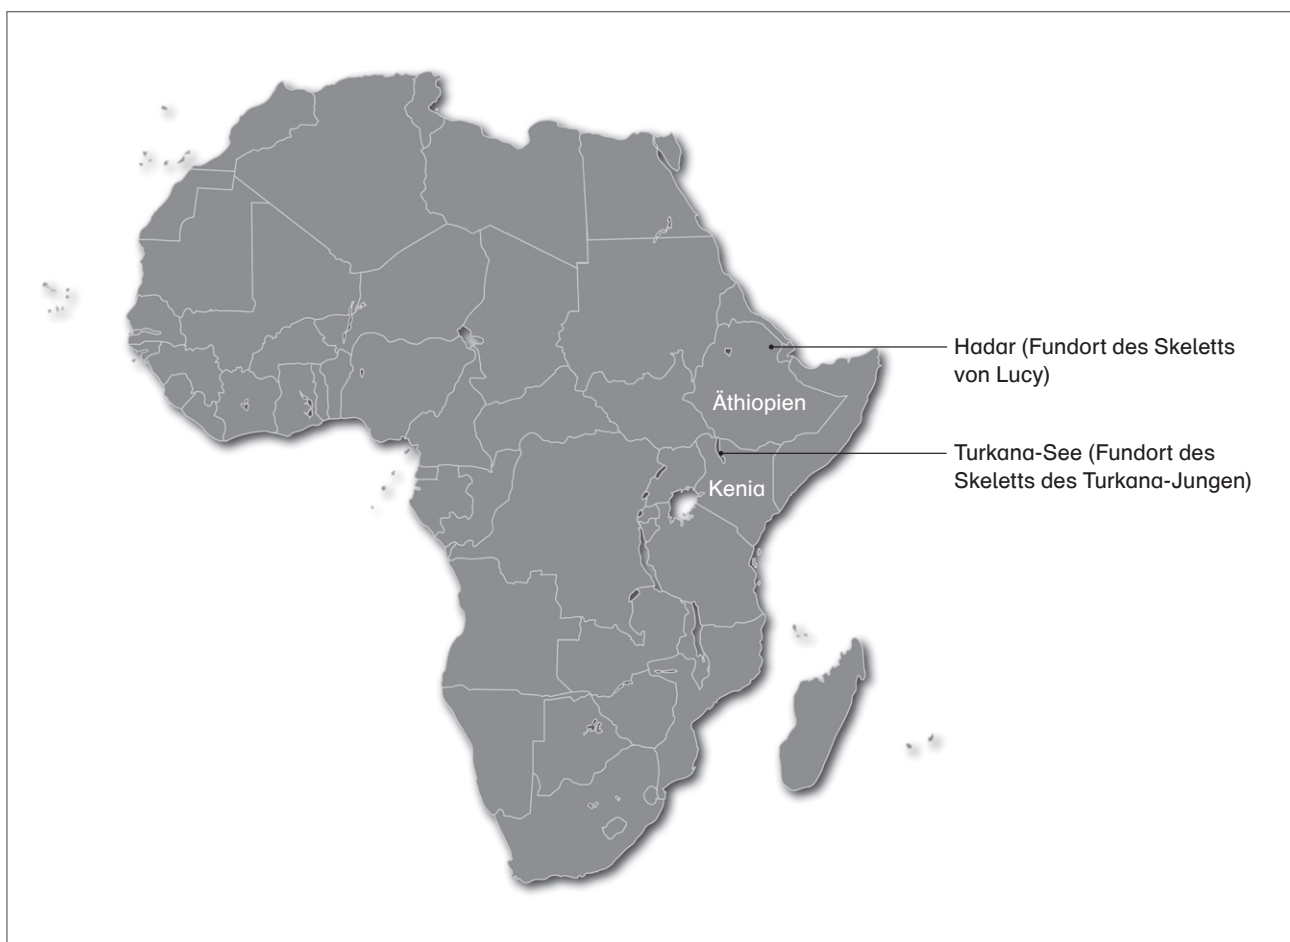 Hadar (Fundort des Skeletts
von Lucy)
Äthiopien
Turkana-See (Fundort des
Skeletts des Turkana-Jungen)
Kenia